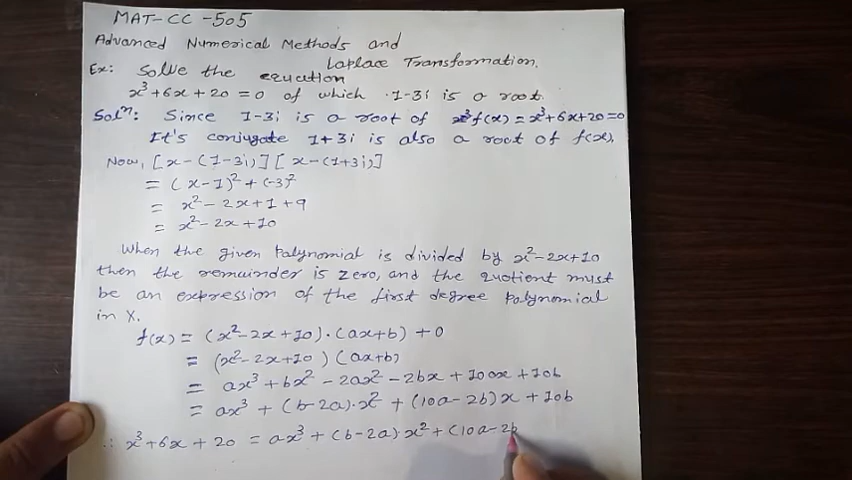 MAT-CC-505
Advanced Numerical Methods and
Laplace Transformation.
Ex: Solve the equation
x³+6x+20=0 of which 1-3i is a root.
Solⁿ: Since 1-3i is a root of f(x)=x³+6x+20=0
It's conjugate 1+3i is also a root of f(x),
Now, [x-(1-3i)][x-(1+3i)]
= (x-1)²+(-3)²
= x²-2x+1+9
= x²-2x+10
When the given Polynomial is divided by x²-2x+10
then the remainder is zero, and the quotient must
be an expression of the first degree Polynomial
in x.
f(x) = (x²-2x+10)·(ax+b)+0
= (x²-2x+10)(ax+b)
= ax³+bx²-2ax²-2bx+10ax+10b
= ax³+(b-2a)·x²+(10a-2b)x+10b
∴ x³+6x+20 = ax³+(b-2a)·x²+(10a-2b